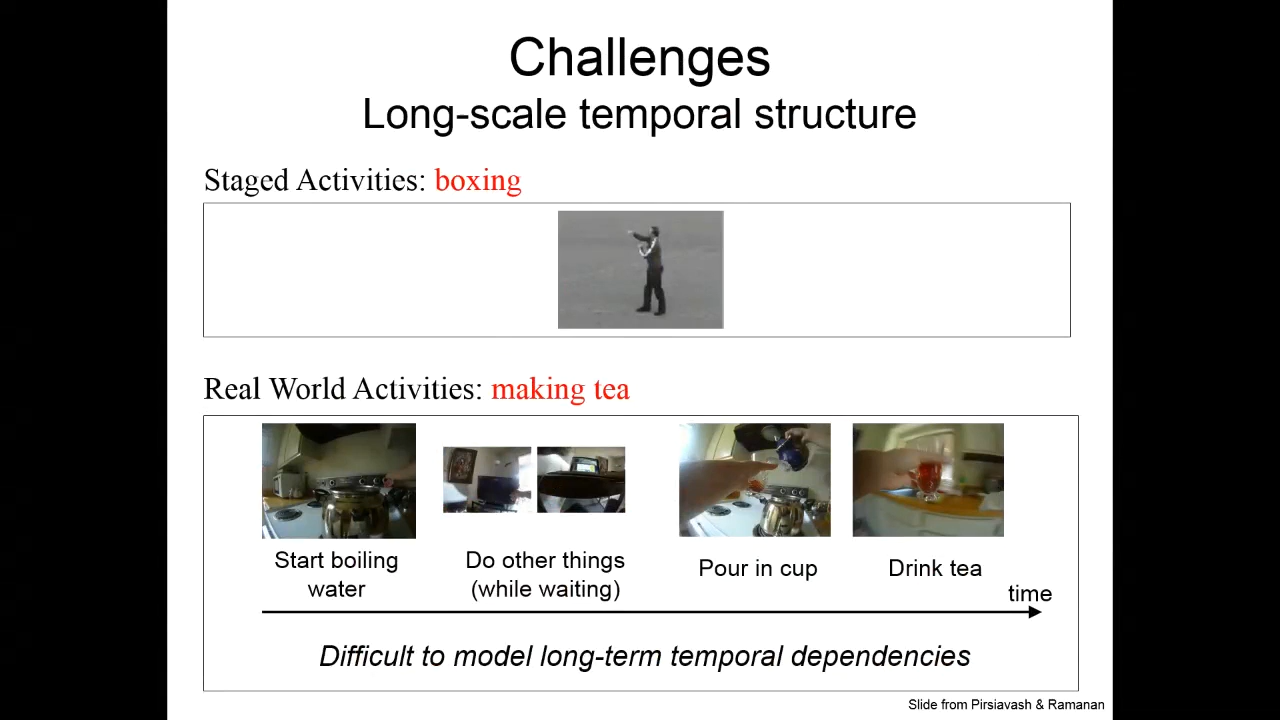 Challenges
Long-scale temporal structure
Staged Activities: boxing
Real World Activities: making tea
Start boiling
water
Do other things
(while waiting)
Pour in cup
Drink tea
time
Difficult to model long-term temporal dependencies
Slide from Pirsiavash & Ramanan